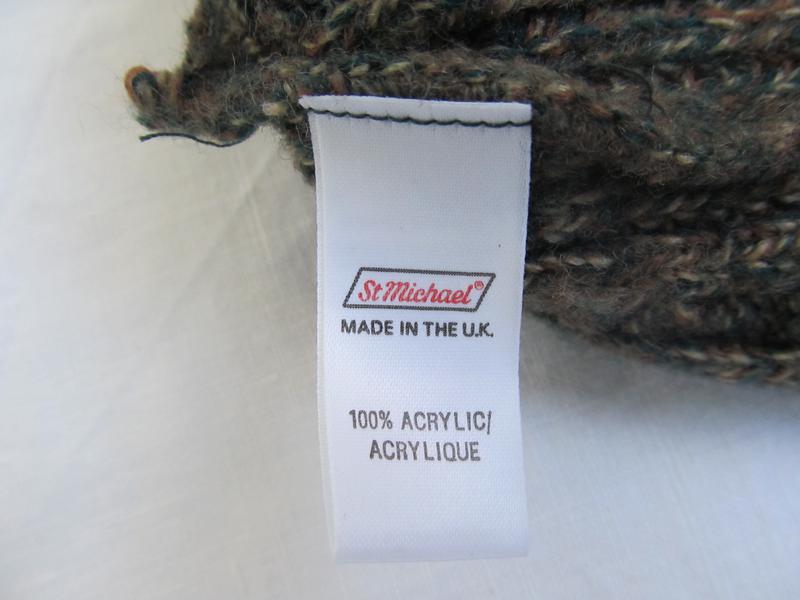 St Michael®
MADE IN THE U.K.
100% ACRYLIC/
ACRYLIQUE